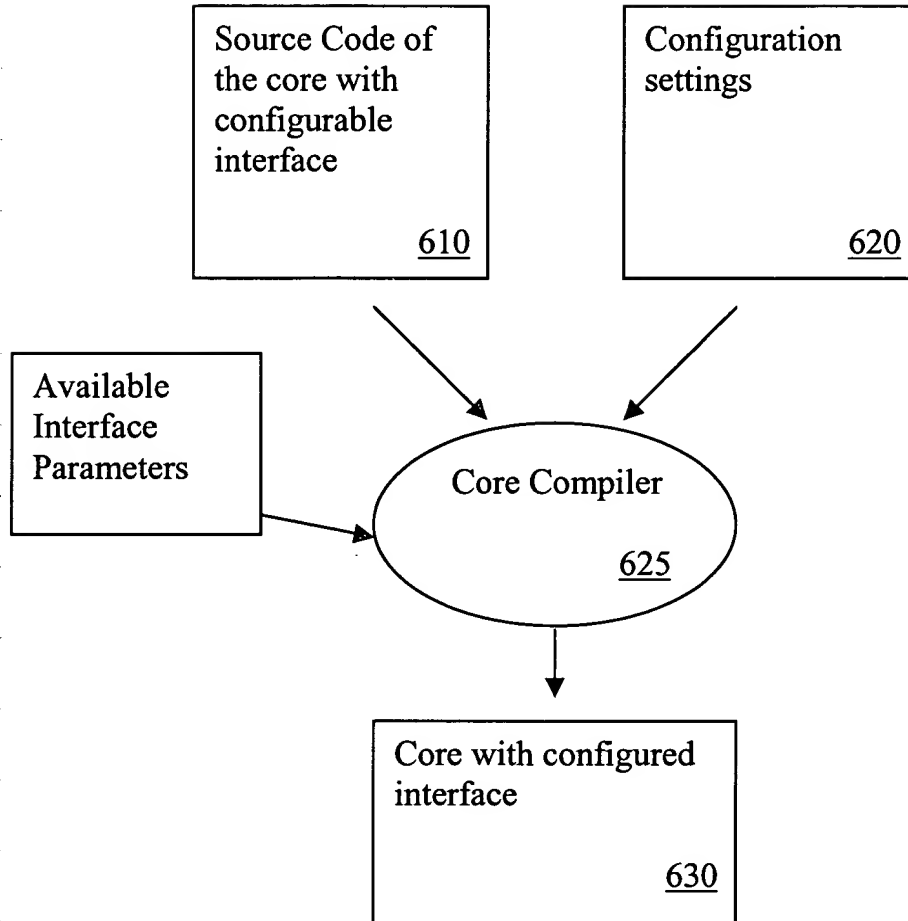 Source Code of
the core with
configurable
interface
610
Configuration
settings
620
Available
Interface
Parameters
Core Compiler
625
Core with configured
interface
630